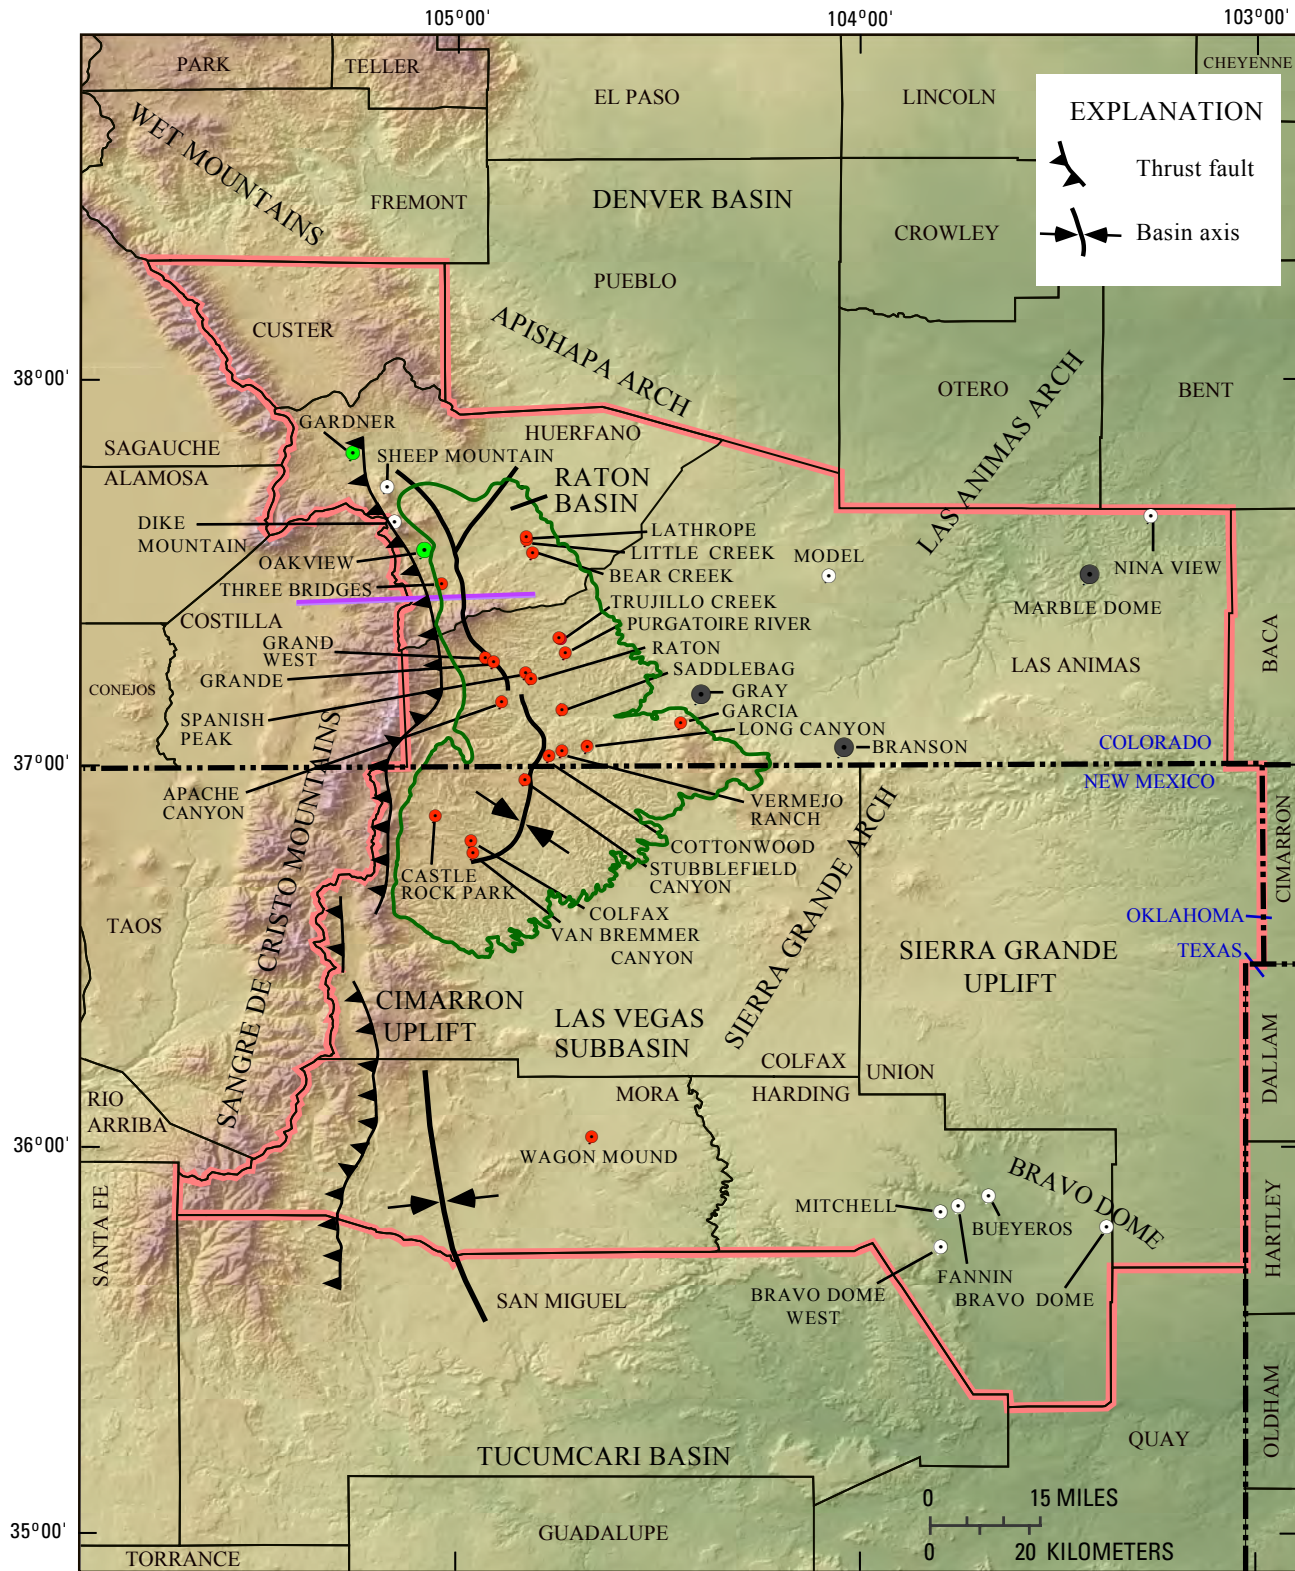 105°00'
104°00'
103°00'
PARK
TELLER
CHEYENNE
EL PASO
LINCOLN
EXPLANATION
Thrust fault
Basin axis
WET MOUNTAINS
FREMONT
DENVER BASIN
CROWLEY
PUEBLO
CUSTER
APISHAPA ARCH
38°00'
OTERO
BENT
LAS ANIMAS ARCH
GARDNER
HUERFANO
SAGAUCHE
ALAMOSA
SHEEP MOUNTAIN
RATON
BASIN
DIKE
MOUNTAIN
LATHROPE
LITTLE CREEK
MODEL
OAKVIEW
BEAR CREEK
NINA VIEW
THREE BRIDGES
TRUJILLO CREEK
MARBLE DOME
COSTILLA
PURGATOIRE RIVER
GRAND
WEST
RATON
BACA
GRANDE
SADDLEBAG
LAS ANIMAS
CONEJOS
GRAY
GARCIA
SPANISH
PEAK
LONG CANYON
BRANSON
COLORADO
37°00'
NEW MEXICO
APACHE
CANYON
VERMEJO
RANCH
CIMARRON
COTTONWOOD
STUBBLEFIELD
CANYON
CASTLE
ROCK PARK
COLFAX
VAN BREMMER
CANYON
SANGRE DE CRISTO MOUNTAINS
SIERRA GRANDE ARCH
TAOS
OKLAHOMA
TEXAS
SIERRA GRANDE
UPLIFT
CIMARRON
UPLIFT
LAS VEGAS
SUBBASIN
COLFAX
UNION
DALLAM
RIO
ARRIBA
MORA
HARDING
36°00'
WAGON MOUND
BRAVO DOME
SANTA FE
MITCHELL
BUEYEROS
HARTLEY
FANNIN
BRAVO DOME
WEST
BRAVO DOME
SAN MIGUEL
OLDHAM
QUAY
TUCUMCARI BASIN
0 15 MILES
35°00'
GUADALUPE
0 20 KILOMETERS
TORRANCE